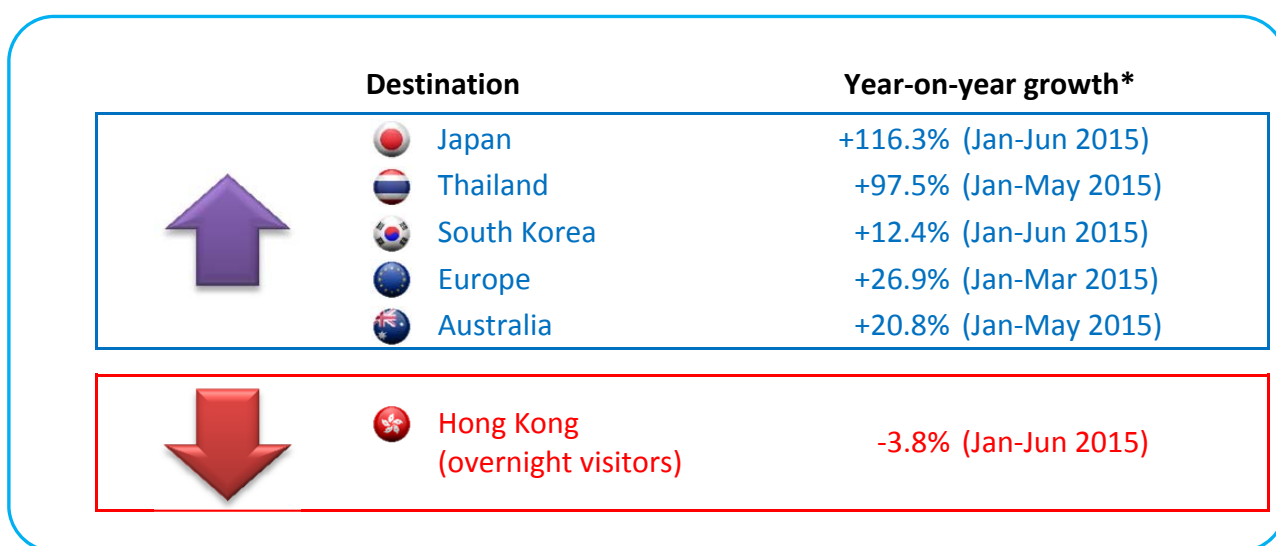 Destination Year-on-year growth*
Japan +116.3% (Jan-Jun 2015)
Thailand +97.5% (Jan-May 2015)
South Korea +12.4% (Jan-Jun 2015)
Europe +26.9% (Jan-Mar 2015)
Australia +20.8% (Jan-May 2015)
Hong Kong
(overnight visitors) -3.8% (Jan-Jun 2015)